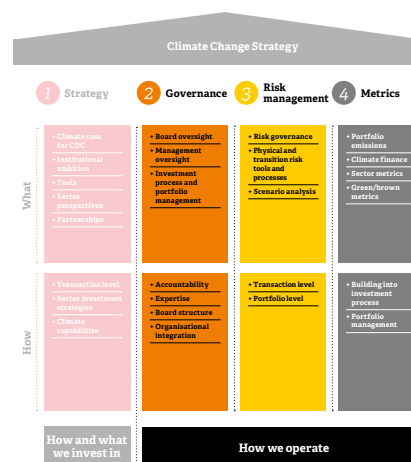 Climate Change Strategy
1 Strategy
2 Governance
3 Risk
management
4 Metrics
What
+ Climate case
for CDC
+ Institutional
ambition
+ Tools
+ Sector
perspectives
+ Partnerships
+ Board oversight
+ Management
oversight
+ Investment
process and
portfolio
management
+ Risk governance
+ Physical and
transition risk
tools and
processes
+ Scenario analysis
+ Portfolio
emissions
+ Climate finance
+ Sector metrics
+ Green/brown
metrics
How
+ Transaction level
+ Sector investment
strategies
+ Climate
capabilities
+ Accountability
+ Expertise
+ Board structure
+ Organisational
integration
+ Transaction level
+ Portfolio level
+ Building into
investment
process
+ Portfolio
management
How and what
we invest in
How we operate